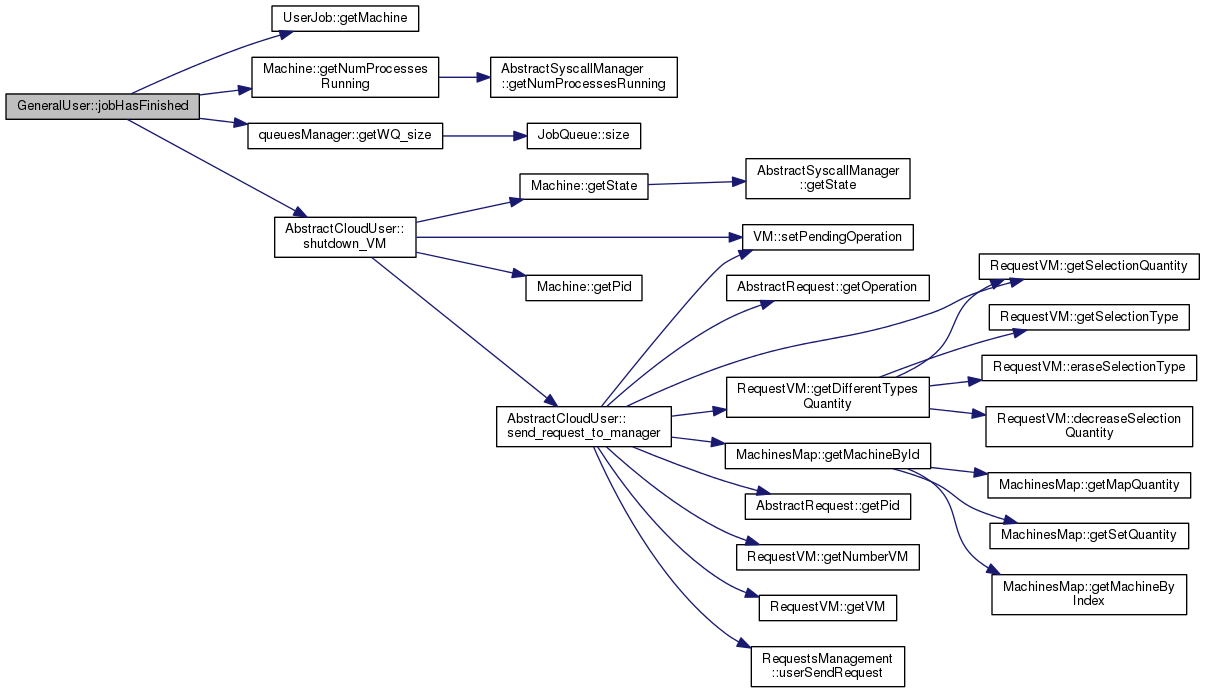 UserJob::getMachine
Machine::getNumProcesses
Running
AbstractSyscallManager
::getNumProcessesRunning
GeneralUser::jobHasFinished
queuesManager::getWQ_size
JobQueue::size
AbstractSyscallManager
::getState
Machine::getState
AbstractCloudUser::
shutdown_VM
VM::setPendingOperation
RequestVM::getSelectionQuantity
Machine::getPid
AbstractRequest::getOperation
RequestVM::getSelectionType
RequestVM::eraseSelectionType
RequestVM::getDifferentTypes
Quantity
RequestVM::decreaseSelection
Quantity
AbstractCloudUser::
send_request_to_manager
MachinesMap::getMachineById
MachinesMap::getMapQuantity
AbstractRequest::getPid
MachinesMap::getSetQuantity
RequestVM::getNumberVM
MachinesMap::getMachineBy
Index
RequestVM::getVM
RequestsManagement
::userSendRequest